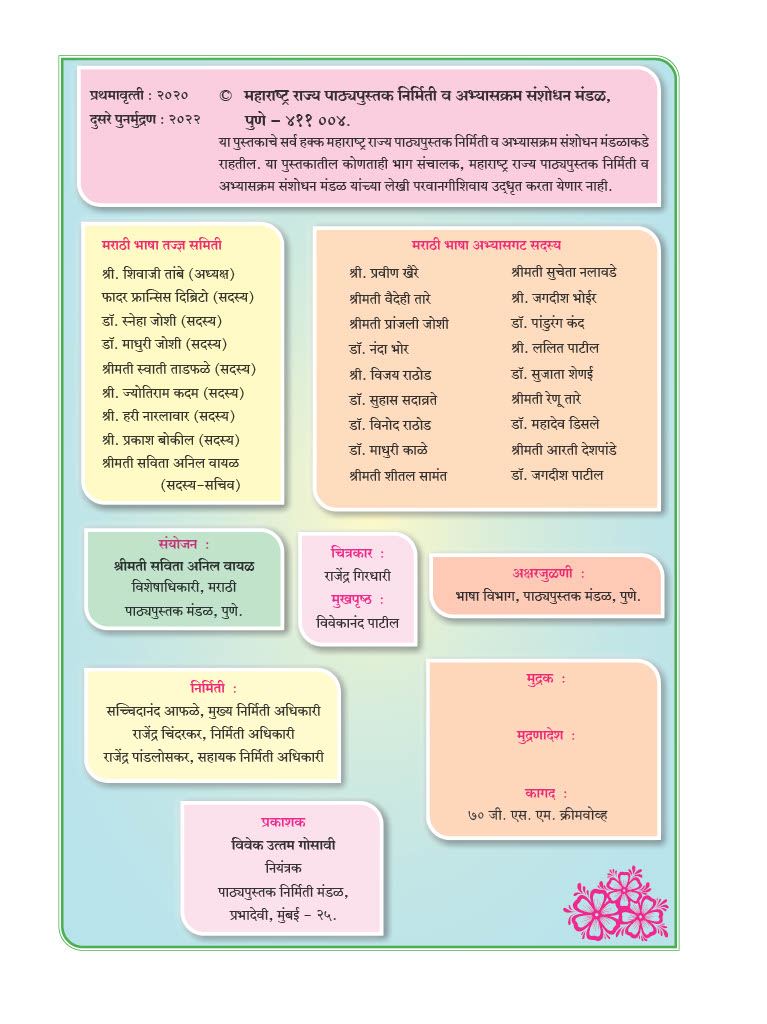 प्रथमावृत्ती : २०२०
दुसरे पुनर्मुद्रण : २०२२
© महाराष्ट्र राज्य पाठ्यपुस्तक निर्मिती व अभ्यासक्रम संशोधन मंडळ,
पुणे – ४११ ००४.
या पुस्तकाचे सर्व हक्क महाराष्ट्र राज्य पाठ्यपुस्तक निर्मिती व अभ्यासक्रम संशोधन मंडळाकडे
राहतील. या पुस्तकातील कोणताही भाग संचालक, महाराष्ट्र राज्य पाठ्यपुस्तक निर्मिती व
अभ्यासक्रम संशोधन मंडळ यांच्या लेखी परवानगीशिवाय उद्‌धृत करता येणार नाही.
मराठी भाषा तज्ज्ञ समिती
श्री. शिवाजी तांबे (अध्यक्ष)
फादर फ्रान्सिस दिब्रिटो (सदस्य)
डॉ. स्नेहा जोशी (सदस्य)
डॉ. माधुरी जोशी (सदस्य)
श्रीमती स्वाती ताडफळे (सदस्य)
श्री. ज्योतिराम कदम (सदस्य)
श्री. हरी नारलावार (सदस्य)
श्री. प्रकाश बोकील (सदस्य)
श्रीमती सविता अनिल वायळ
(सदस्य-सचिव)
मराठी भाषा अभ्यासगट सदस्य
श्री. प्रवीण खैरे
श्रीमती वैदेही तारे
श्रीमती प्रांजली जोशी
डॉ. नंदा भोर
श्री. विजय राठोड
डॉ. सुहास सदाव्रते
डॉ. विनोद राठोड
डॉ. माधुरी काळे
श्रीमती शीतल सामंत
श्रीमती सुचेता नलावडे
श्री. जगदीश भोईर
डॉ. पांडुरंग कंद
श्री. ललित पाटील
डॉ. सुजाता शेणई
श्रीमती रेणू तारे
डॉ. महादेव डिसले
श्रीमती आरती देशपांडे
डॉ. जगदीश पाटील
संयोजन :
श्रीमती सविता अनिल वायळ
विशेषाधिकारी, मराठी
पाठ्यपुस्तक मंडळ, पुणे.
चित्रकार :
राजेंद्र गिरधारी
मुखपृष्ठ :
विवेकानंद पाटील
अक्षरजुळणी :
भाषा विभाग, पाठ्यपुस्तक मंडळ, पुणे.
निर्मिती :
सच्चिदानंद आफळे, मुख्य निर्मिती अधिकारी
राजेंद्र चिंदरकर, निर्मिती अधिकारी
राजेंद्र पांडलोसकर, सहायक निर्मिती अधिकारी
मुद्रक :
मुद्रणादेश :
कागद :
७० जी. एस. एम. क्रीमवोव्ह
प्रकाशक
विवेक उत्तम गोसावी
नियंत्रक
पाठ्यपुस्तक निर्मिती मंडळ,
प्रभादेवी, मुंबई - २५.